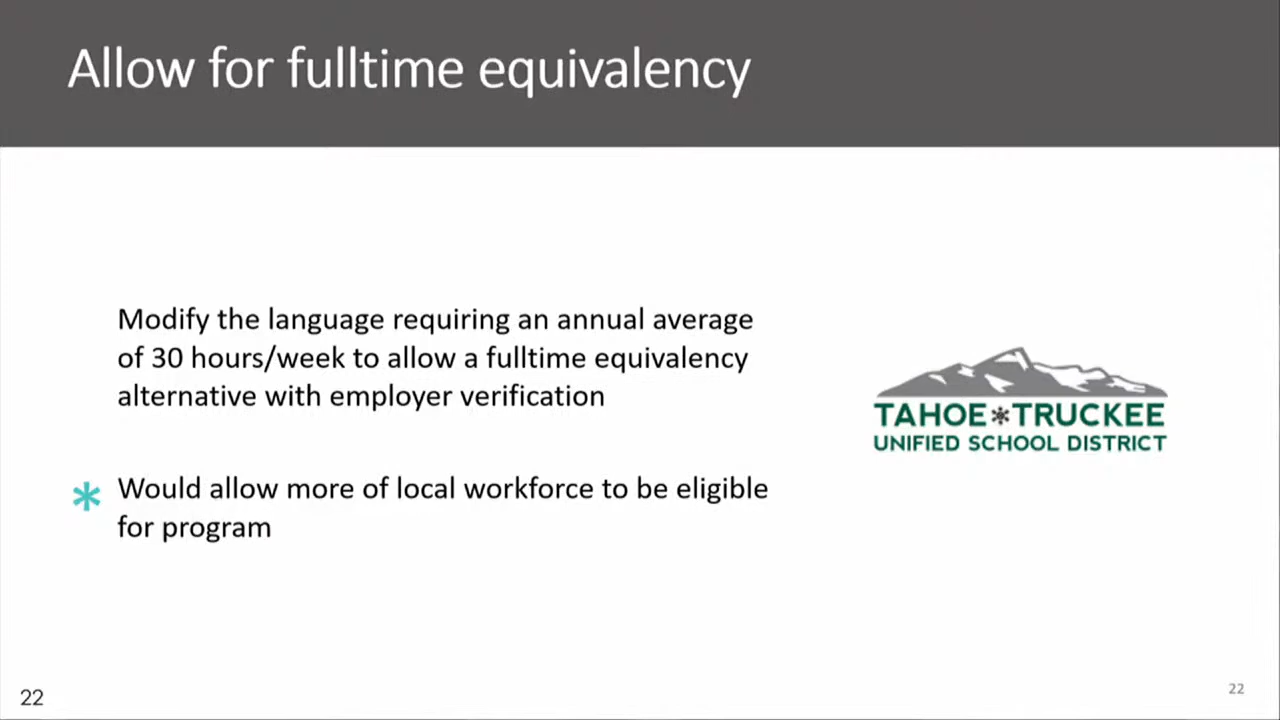 Allow for fulltime equivalency
Modify the language requiring an annual average
of 30 hours/week to allow a fulltime equivalency
alternative with employer verification
* Would allow more of local workforce to be eligible
for program
TAHOE*TRUCKEE
UNIFIED SCHOOL DISTRICT
22
22